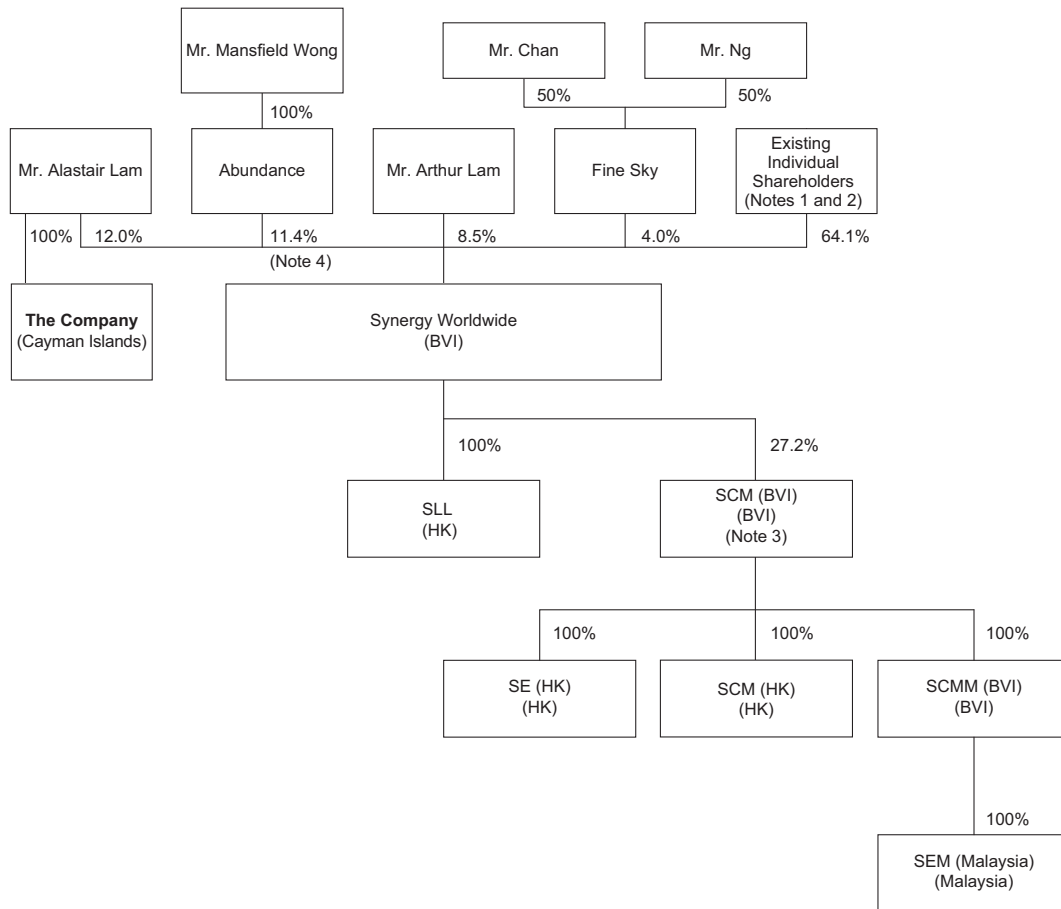 Mr. Mansfield Wong
Mr. Chan
Mr. Ng
100%
50%
50%
Mr. Alastair Lam
Abundance
Mr. Arthur Lam
Fine Sky
Existing
Individual
Shareholders
(Notes 1 and 2)
100%
12.0%
11.4%
8.5%
4.0%
64.1%
(Note 4)
The Company
(Cayman Islands)
Synergy Worldwide
(BVI)
100%
27.2%
SLL
(HK)
SCM (BVI)
(BVI)
(Note 3)
100%
100%
100%
SE (HK)
(HK)
SCM (HK)
(HK)
SCMM (BVI)
(BVI)
100%
SEM (Malaysia)
(Malaysia)